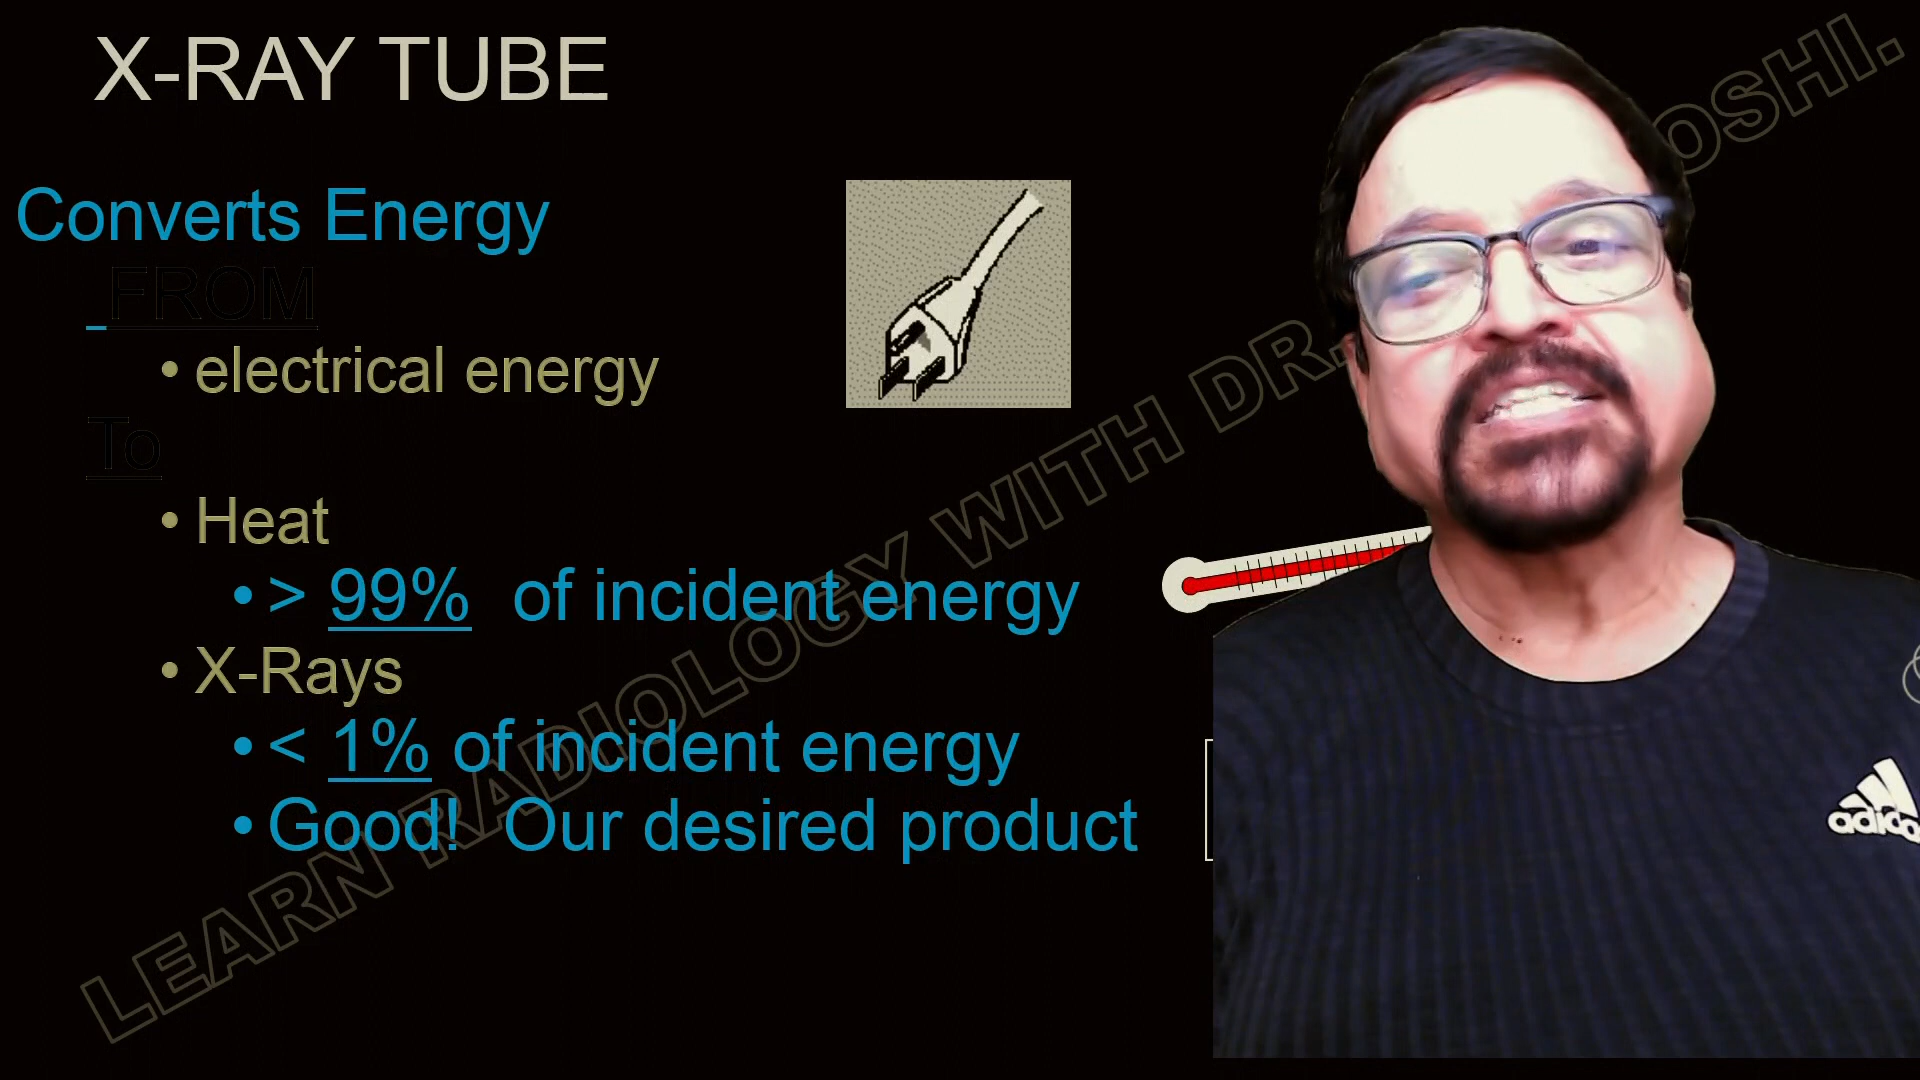 X-RAY TUBE
Converts Energy
FROM
• electrical energy
To
• Heat
• > 99% of incident energy
• X-Rays
• < 1% of incident energy
• Good! Our desired product
LEARN RADIOLOGY WITH DR.
OSHI.